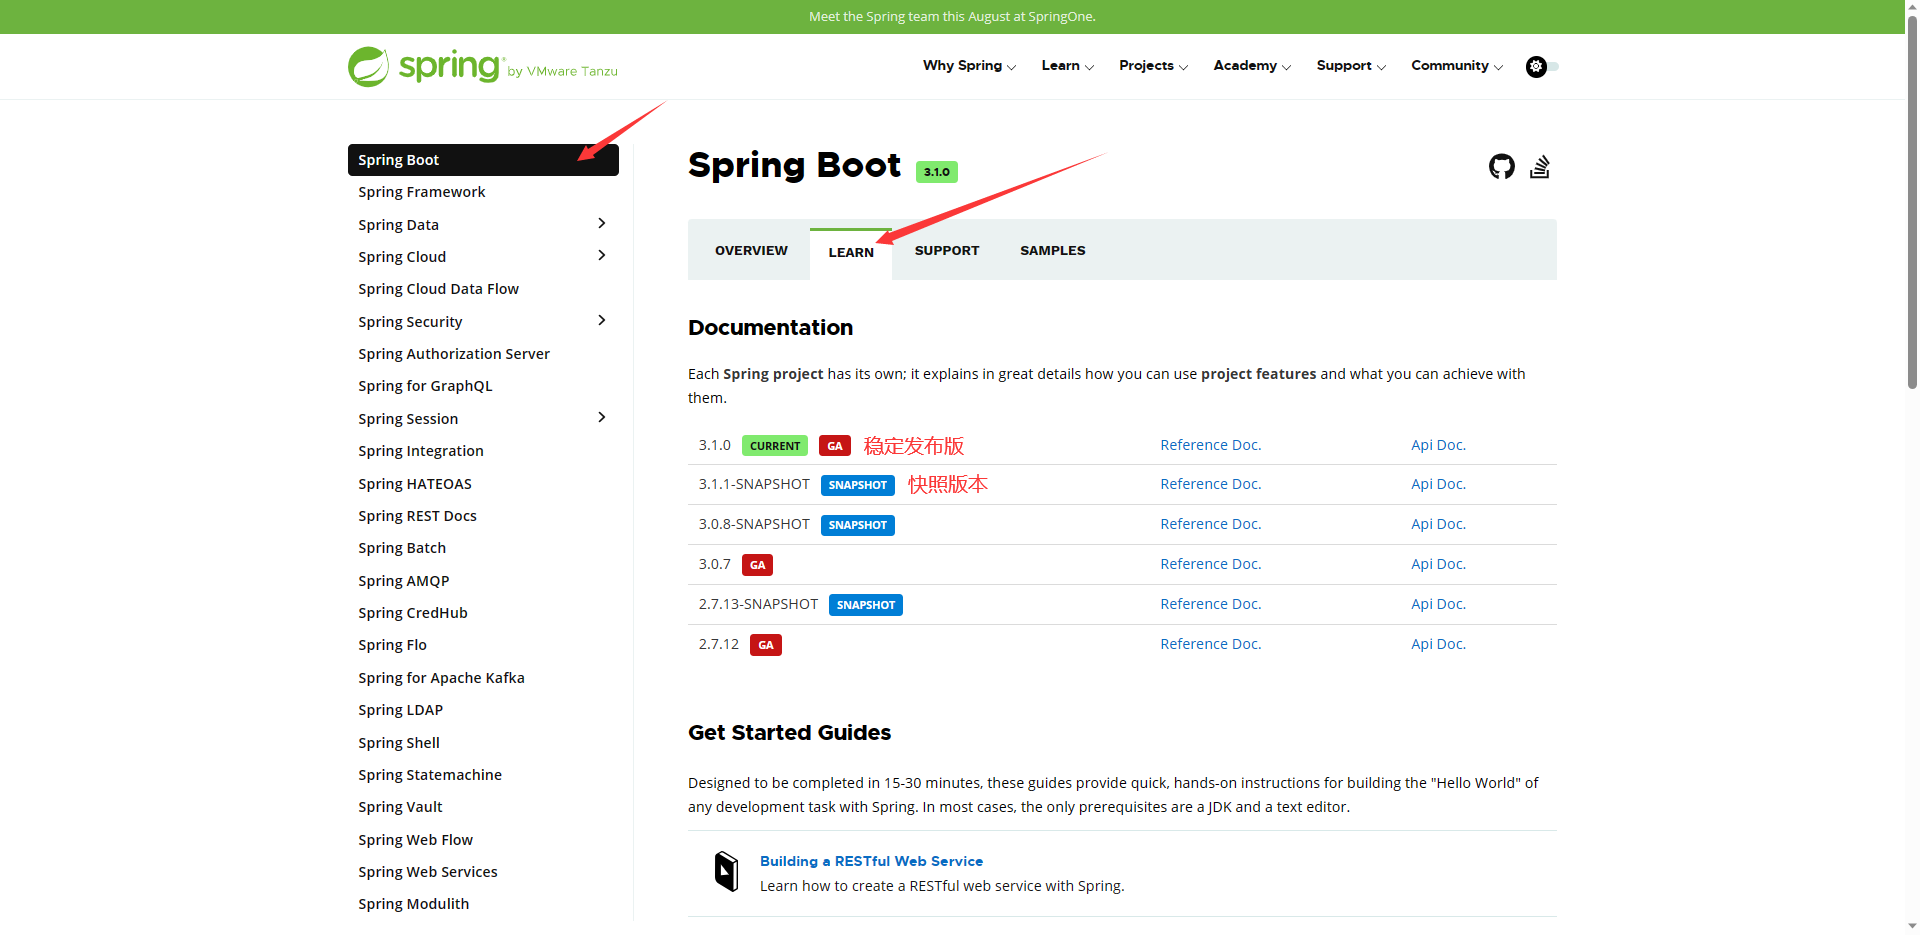 Meet the Spring team this August at SpringOne.
spring by VMware Tanzu
Why Spring
Learn
Projects
Academy
Support
Community
Spring Boot
Spring Framework
Spring Data
Spring Cloud
Spring Cloud Data Flow
Spring Security
Spring Authorization Server
Spring for GraphQL
Spring Session
Spring Integration
Spring HATEOAS
Spring REST Docs
Spring Batch
Spring AMQP
Spring CredHub
Spring Flo
Spring for Apache Kafka
Spring LDAP
Spring Shell
Spring Statemachine
Spring Vault
Spring Web Flow
Spring Web Services
Spring Modulith
Spring Boot 3.1.0
OVERVIEW
LEARN
SUPPORT
SAMPLES
Documentation
Each Spring project has its own; it explains in great details how you can use project features and what you can achieve with
them.
3.1.0 CURRENT GA 稳定发布版 Reference Doc. Api Doc.
3.1.1-SNAPSHOT SNAPSHOT 快照版本 Reference Doc. Api Doc.
3.0.8-SNAPSHOT SNAPSHOT Reference Doc. Api Doc.
3.0.7 GA Reference Doc. Api Doc.
2.7.13-SNAPSHOT SNAPSHOT Reference Doc. Api Doc.
2.7.12 GA Reference Doc. Api Doc.
Get Started Guides
Designed to be completed in 15-30 minutes, these guides provide quick, hands-on instructions for building the "Hello World" of
any development task with Spring. In most cases, the only prerequisites are a JDK and a text editor.
Building a RESTful Web Service
Learn how to create a RESTful web service with Spring.